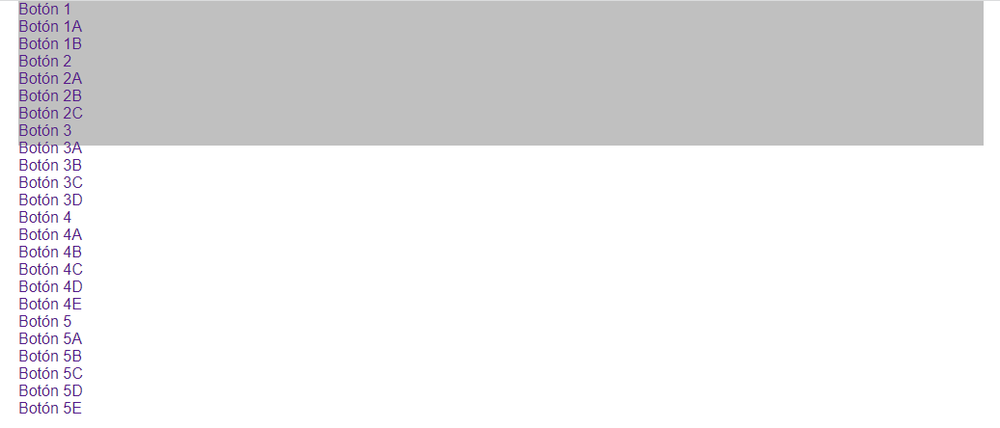 Botón 1
Botón 1A
Botón 1B
Botón 2
Botón 2A
Botón 2B
Botón 2C
Botón 3
Botón 3A
Botón 3B
Botón 3C
Botón 3D
Botón 4
Botón 4A
Botón 4B
Botón 4C
Botón 4D
Botón 4E
Botón 5
Botón 5A
Botón 5B
Botón 5C
Botón 5D
Botón 5E